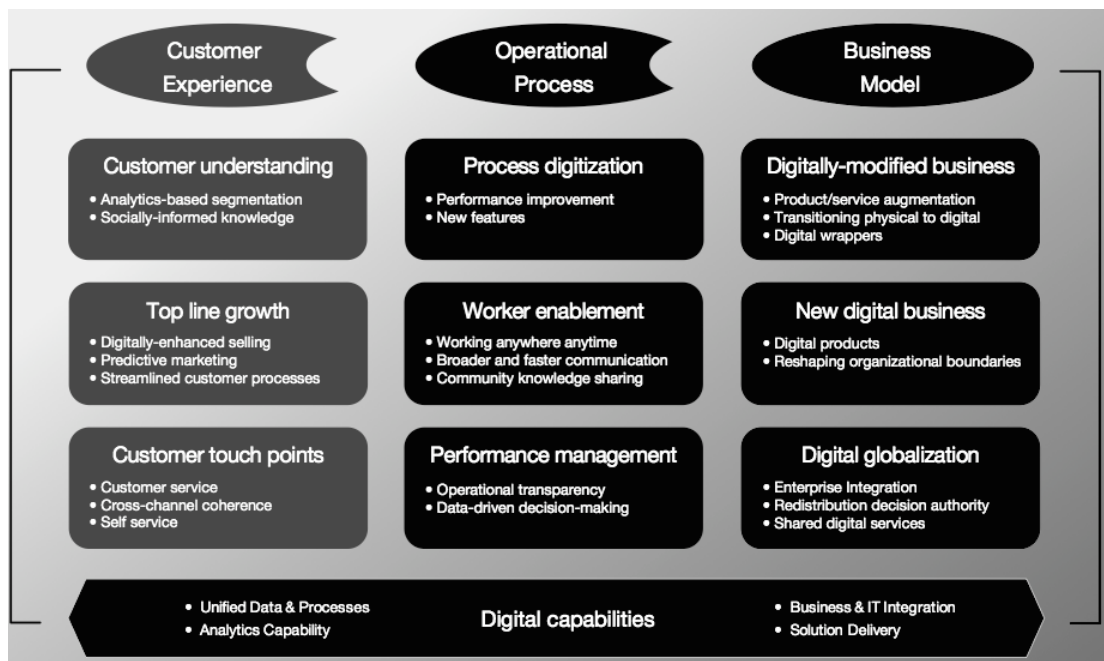 Customer
Experience
Operational
Process
Business
Model
Customer understanding
• Analytics-based segmentation
• Socially-informed knowledge
Process digitization
• Performance improvement
• New features
Digitally-modified business
• Product/service augmentation
• Transitioning physical to digital
• Digital wrappers
Top line growth
• Digitally-enhanced selling
• Predictive marketing
• Streamlined customer processes
Worker enablement
• Working anywhere anytime
• Broader and faster communication
• Community knowledge sharing
New digital business
• Digital products
• Reshaping organizational boundaries
Customer touch points
• Customer service
• Cross-channel coherence
• Self service
Performance management
• Operational transparency
• Data-driven decision-making
Digital globalization
• Enterprise Integration
• Redistribution decision authority
• Shared digital services
• Unified Data & Processes
• Analytics Capability
Digital capabilities
• Business & IT Integration
• Solution Delivery